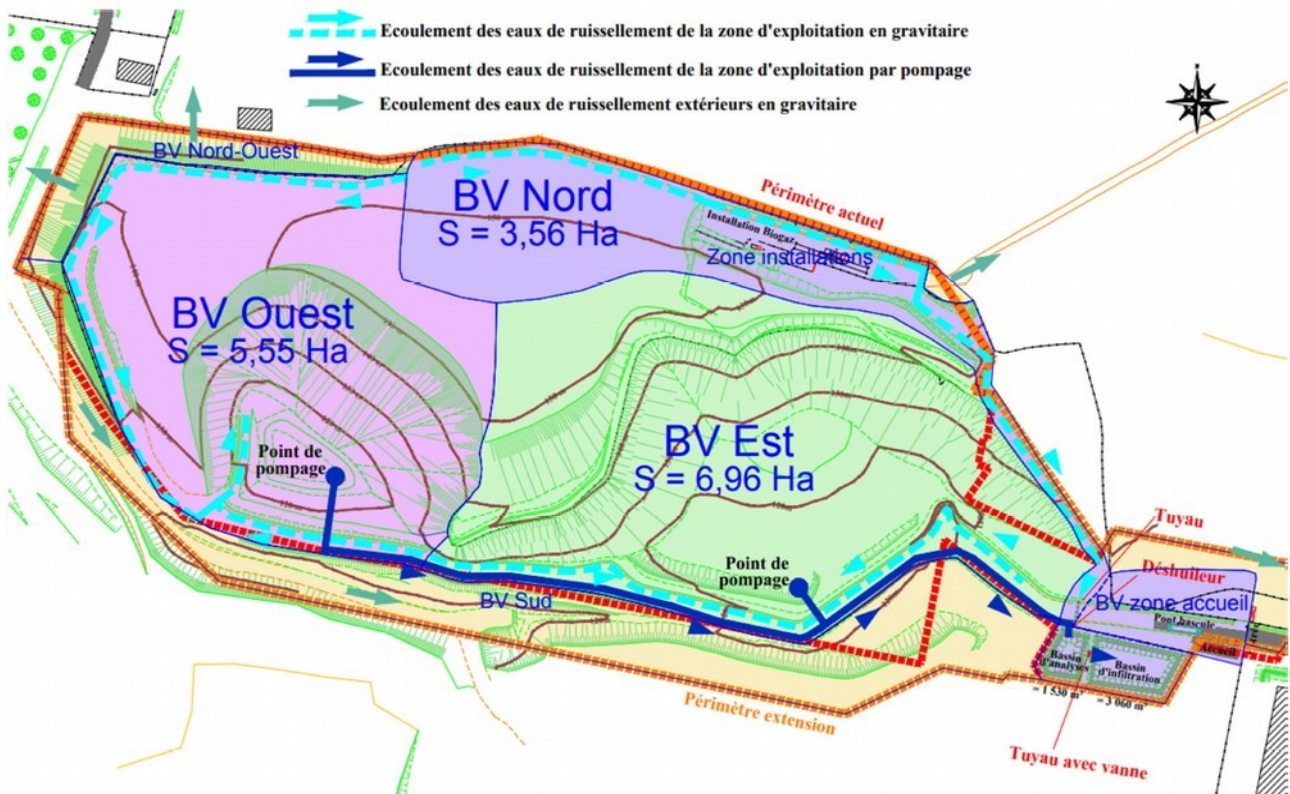 Ecoulement des eaux de ruissellement de la zone d'exploitation en gravitaire
Ecoulement des eaux de ruissellement de la zone d'exploitation par pompage
Ecoulement des eaux de ruissellement extérieurs en gravitaire
BV Nord-Ouest
BV Nord
S = 3,56 Ha
Périmètre actuel
Installation Biogaz
Zone installations
BV Ouest
S = 5,55 Ha
BV Est
S = 6,96 Ha
Point de
pompage
Point de
pompage
BV Sud
Tuyau
Déshuileur
BV zone accueil
Pont bascule
Accueil
Bassin
d'analyses
Bassin
d'infiltration
= 1 530 m³
= 3 060 m³
Périmètre extension
Tuyau avec vanne